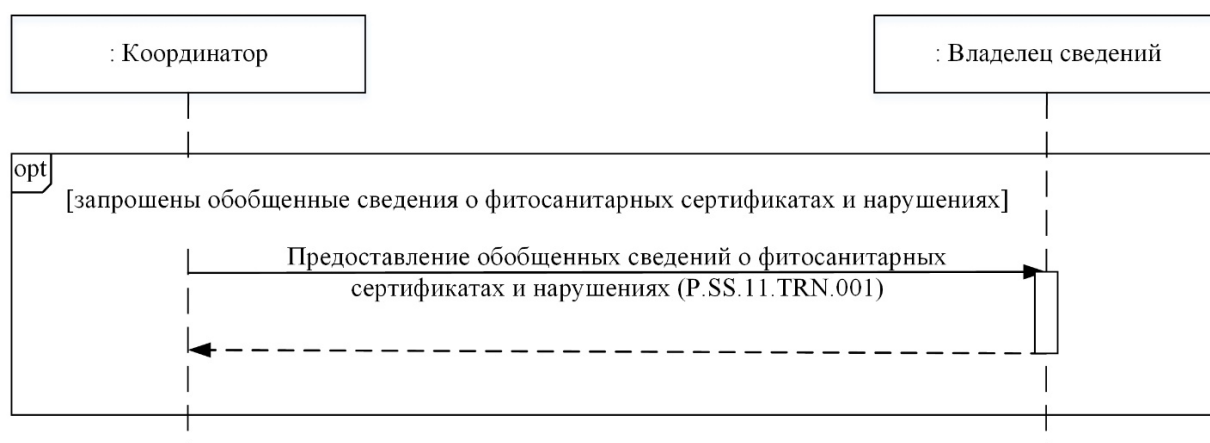 : Координатор
: Владелец сведений
opt
[запрошены обобщенные сведения о фитосанитарных сертификатах и нарушениях]
Предоставление обобщенных сведений о фитосанитарных
сертификатах и нарушениях (P.SS.11.TRN.001)